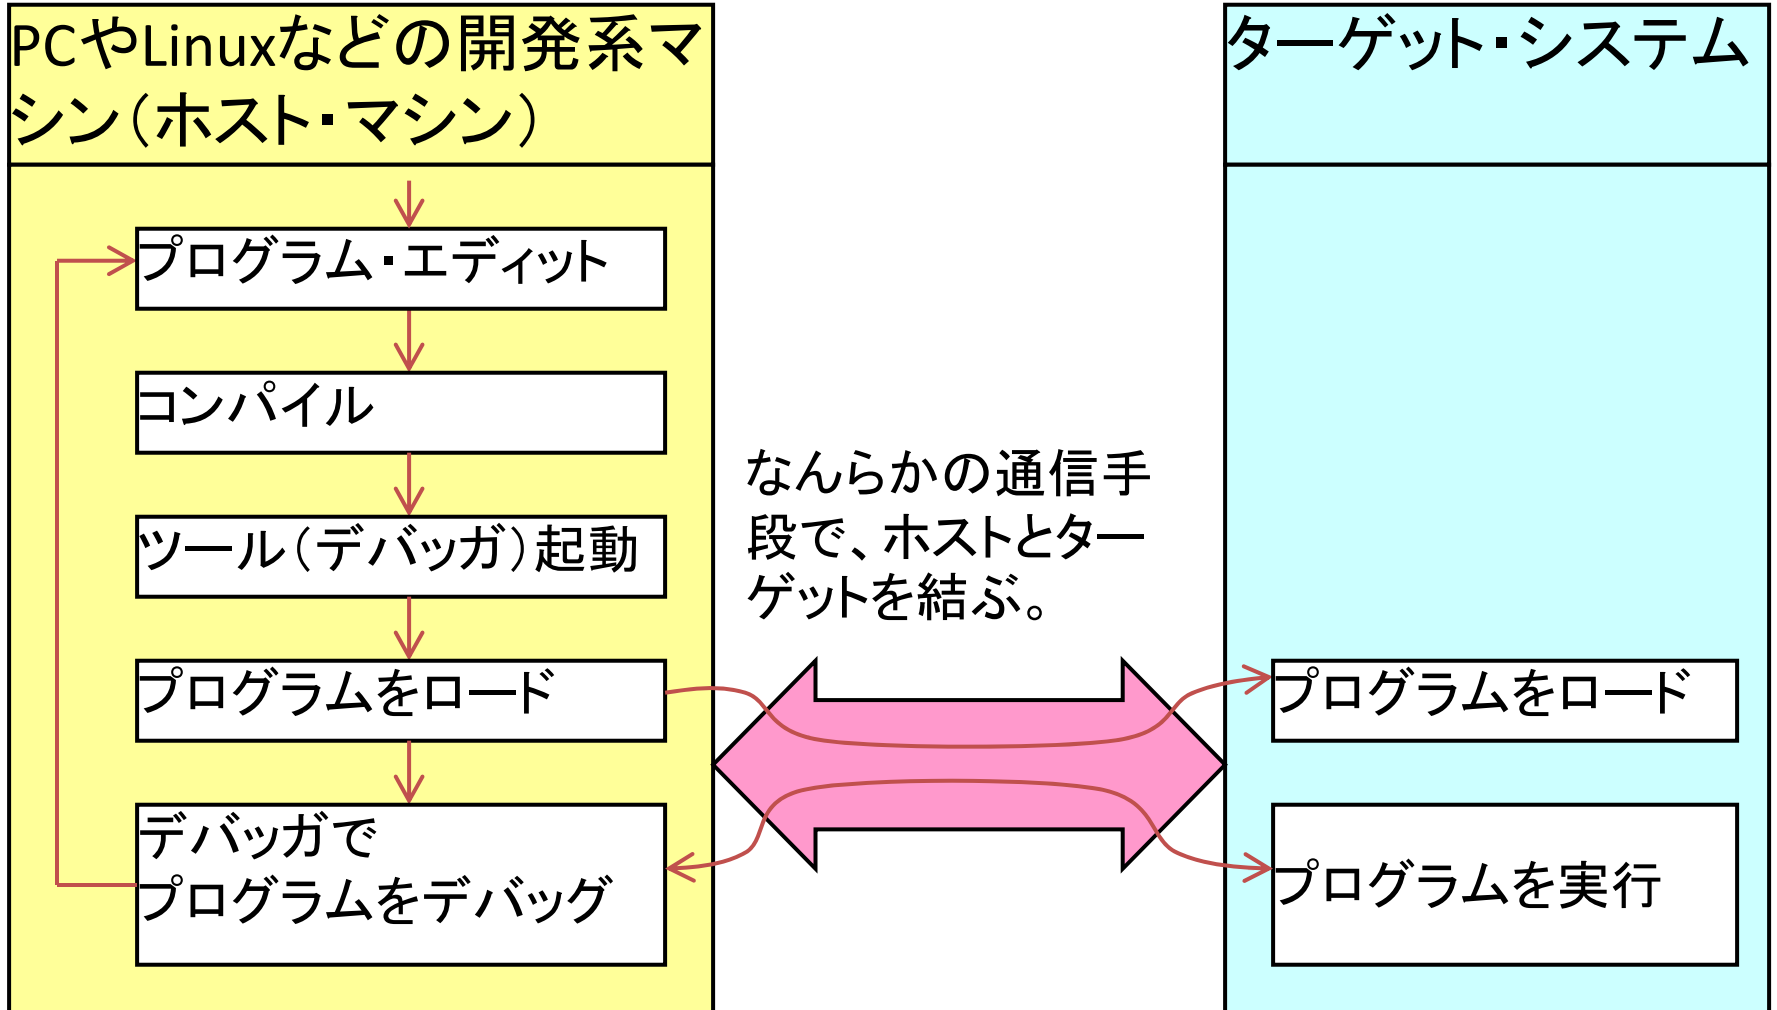 PCやLinuxなどの開発系マ
シン（ホスト・マシン）
ターゲット・システム
プログラム・エディット
コンパイル
ツール（デバッガ）起動
プログラムをロード
デバッガで
プログラムをデバッグ
なんらかの通信手
段で、ホストとター
ゲットを結ぶ。
プログラムをロード
プログラムを実行